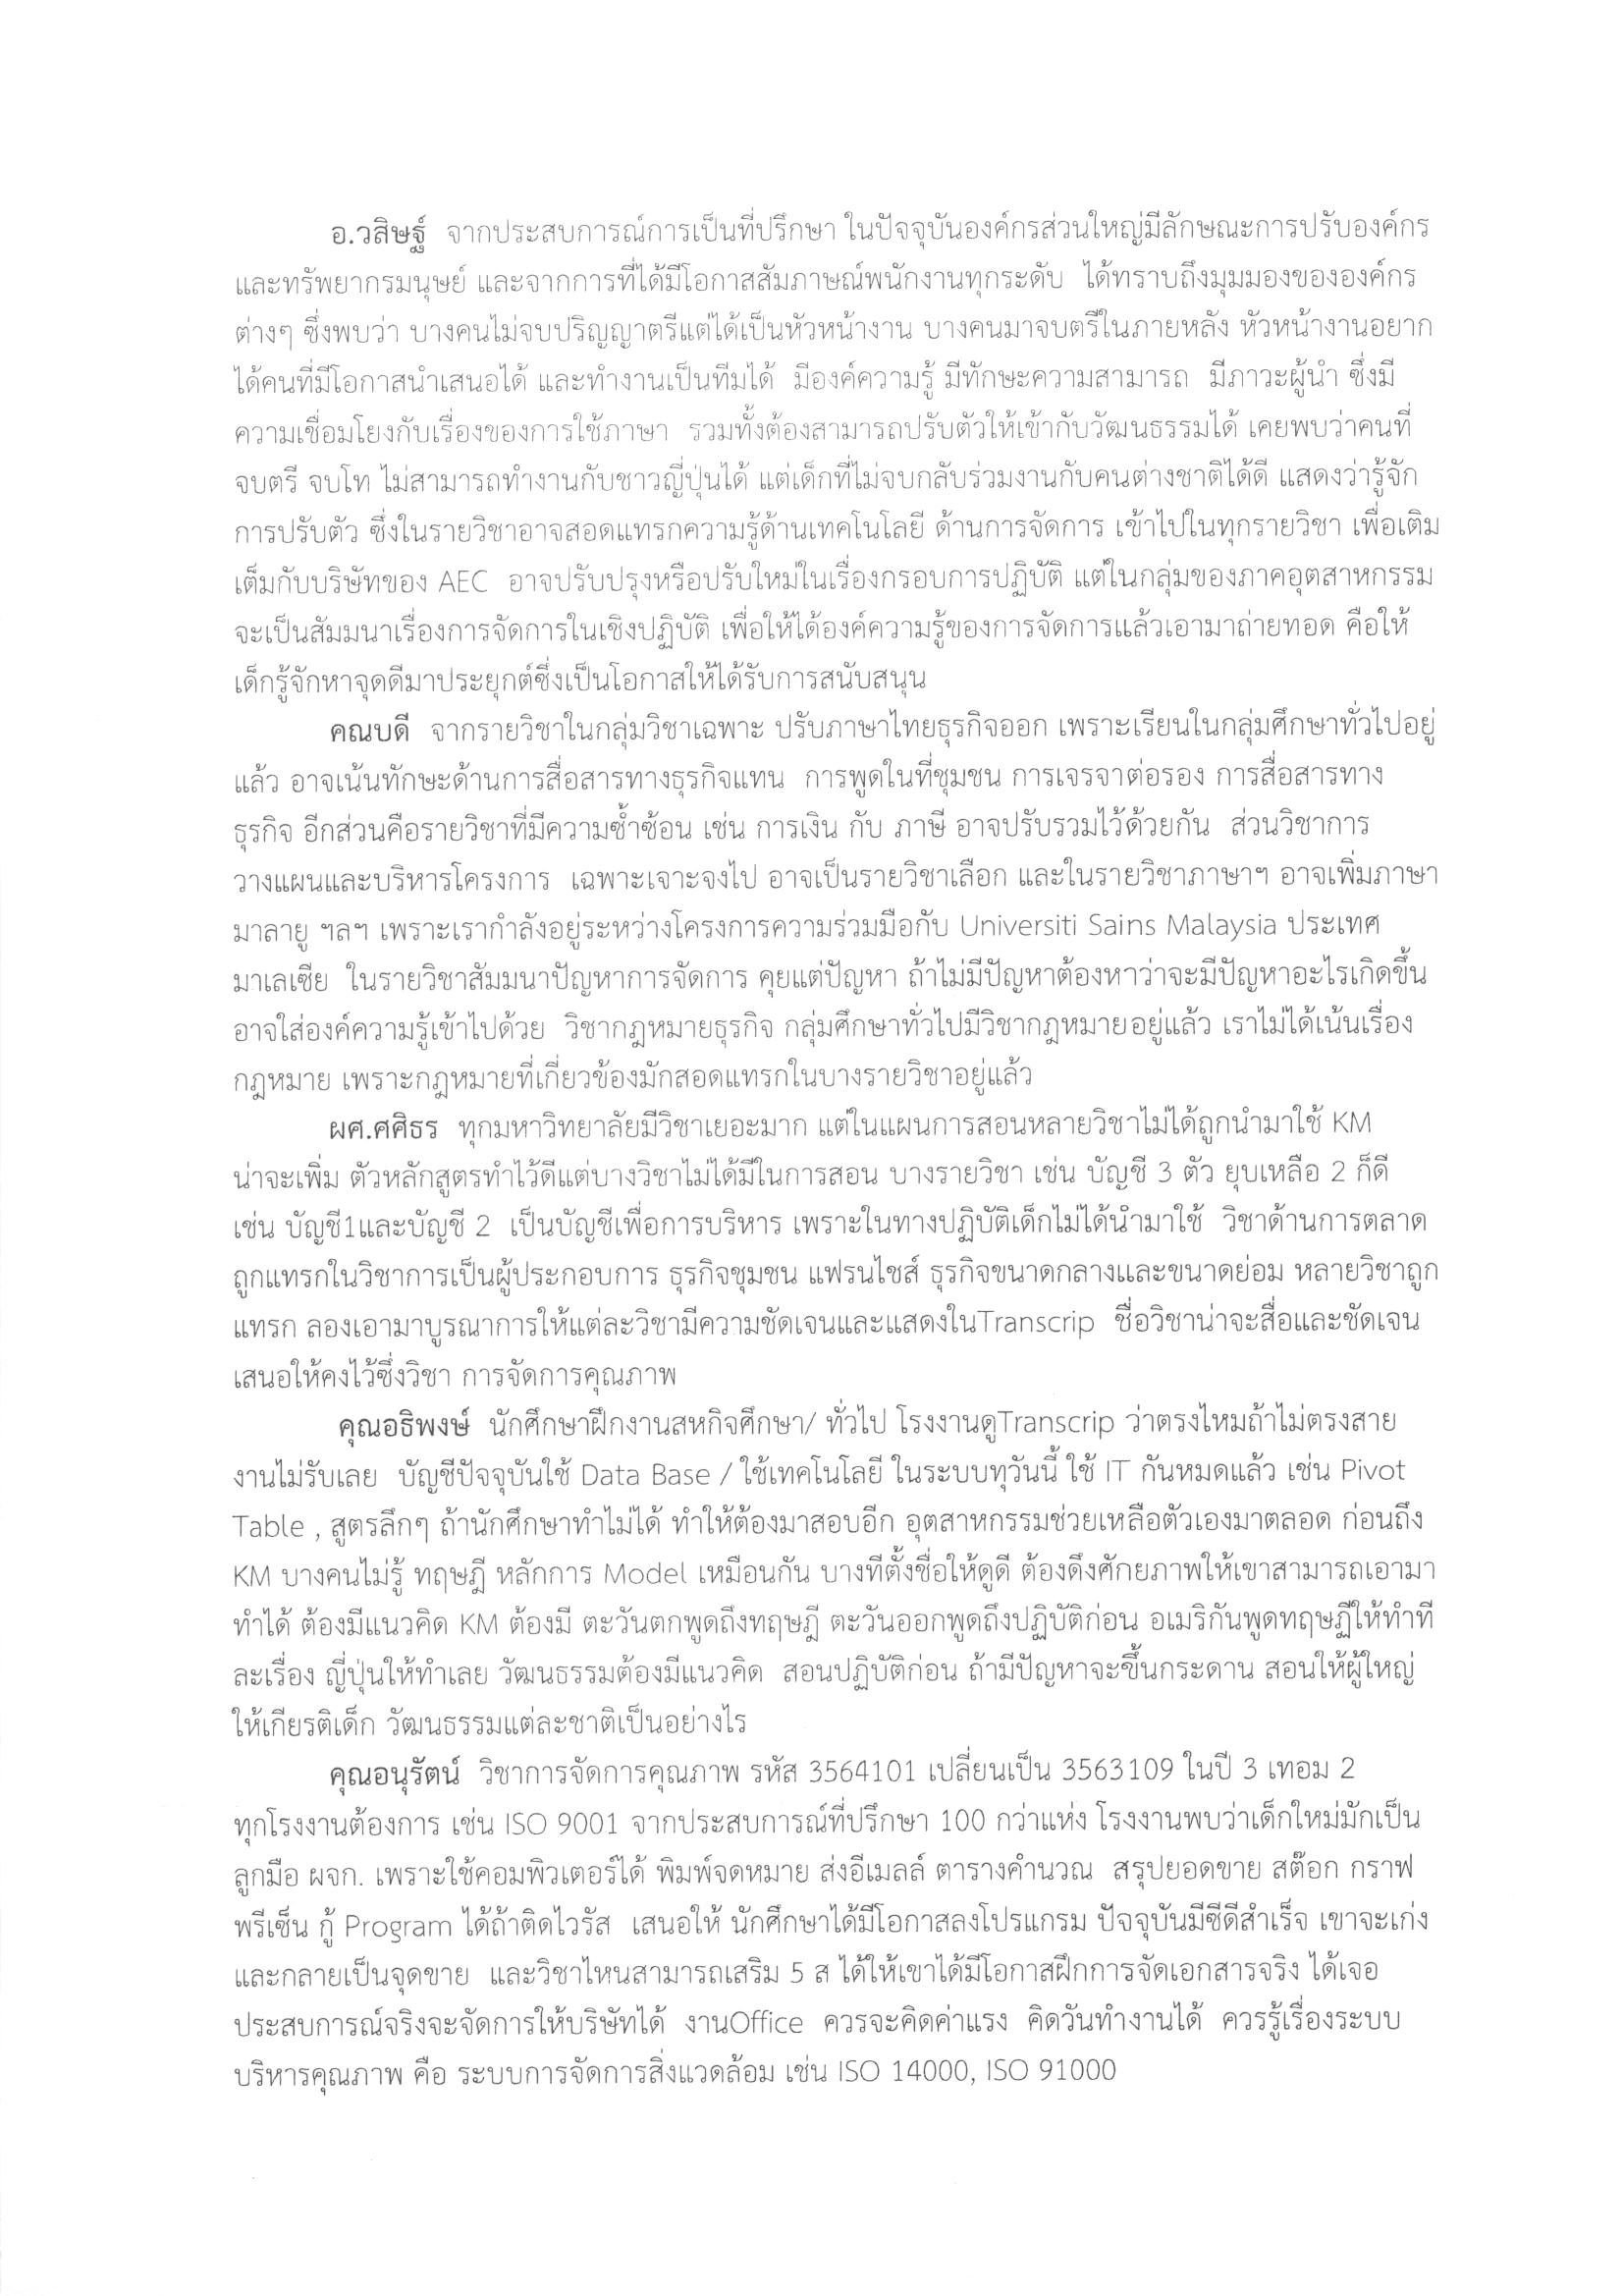 อ.วสิษฐ์ จากประสบการณ์การเป็นที่ปรึกษา ในปัจจุบันองค์กรส่วนใหญ่มีลักษณะการปรับองค์กร
และทรัพยากรมนุษย์ และจากการที่ได้มีโอกาสสัมภาษณ์พนักงานทุกระดับ ได้ทราบถึงมุมมองขององค์กร
ต่างๆ ซึ่งพบว่า บางคนไม่จบปริญญาตรีแต่ได้เป็นหัวหน้างาน บางคนมาจบตรีในภายหลัง หัวหน้างานอยาก
ได้คนที่มีโอกาสนำเสนอได้ และทำงานเป็นทีมได้ มีองค์ความรู้ มีทักษะความสามารถ มีภาวะผู้นำ ซึ่งมี
ความเชื่อมโยงกับเรื่องของการใช้ภาษา รวมทั้งต้องสามารถปรับตัวให้เข้ากับวัฒนธรรมได้ เคยพบว่าคนที่
จบตรี จบโท ไม่สามารถทำงานกับชาวญี่ปุ่นได้ แต่เด็กที่ไม่จบกลับร่วมงานกับคนต่างชาติได้ดี แสดงว่ารู้จัก
การปรับตัว ซึ่งในรายวิชาอาจสอดแทรกความรู้ด้านเทคโนโลยี ด้านการจัดการ เข้าไปในทุกรายวิชา เพื่อเติม
เต็มกับบริษัทของ AEC อาจปรับปรุงหรือปรับใหม่ในเรื่องกรอบการปฏิบัติ แต่ในกลุ่มของภาคอุตสาหกรรม
จะเป็นสัมมนาเรื่องการจัดการในเชิงปฏิบัติ เพื่อให้ได้องค์ความรู้ของการจัดการแล้วเอามาถ่ายทอด คือให้
เด็กรู้จักหาจุดดีมาประยุกต์ซึ่งเป็นโอกาสให้ได้รับการสนับสนุน
คณบดี จากรายวิชาในกลุ่มวิชาเฉพาะ ปรับภาษาไทยธุรกิจออก เพราะเรียนในกลุ่มศึกษาทั่วไปอยู่
แล้ว อาจเน้นทักษะด้านการสื่อสารทางธุรกิจแทน การพูดในที่ชุมชน การเจรจาต่อรอง การสื่อสารทาง
ธุรกิจ อีกส่วนคือรายวิชาที่มีความซ้ำซ้อน เช่น การเงิน กับ ภาษี อาจปรับรวมไว้ด้วยกัน ส่วนวิชาการ
วางแผนและบริหารโครงการ เฉพาะเจาะจงไป อาจเป็นรายวิชาเลือก และในรายวิชาภาษาฯ อาจเพิ่มภาษา
มาลายู ฯลฯ เพราะเรากำลังอยู่ระหว่างโครงการความร่วมมือกับ Universiti Sains Malaysia ประเทศ
มาเลเซีย ในรายวิชาสัมมนาปัญหาการจัดการ คุยแต่ปัญหา ถ้าไม่มีปัญหาต้องหาว่าจะมีปัญหาอะไรเกิดขึ้น
อาจใส่องค์ความรู้เข้าไปด้วย วิชากฎหมายธุรกิจ กลุ่มศึกษาทั่วไปมีวิชากฎหมายอยู่แล้ว เราไม่ได้เน้นเรื่อง
กฎหมาย เพราะกฎหมายที่เกี่ยวข้องมักสอดแทรกในบางรายวิชาอยู่แล้ว
ผศ.ศศิธร ทุกมหาวิทยาลัยมีวิชาเยอะมาก แต่ในแผนการสอนหลายวิชาไม่ได้ถูกนำมาใช้ KM
น่าจะเพิ่ม ตัวหลักสูตรทำไว้ดีแต่บางวิชาไม่ได้มีในการสอน บางรายวิชา เช่น บัญชี 3 ตัว ยุบเหลือ 2 ก็ดี
เช่น บัญชี1และบัญชี 2 เป็นบัญชีเพื่อการบริหาร เพราะในทางปฏิบัติเด็กไม่ได้นำมาใช้ วิชาด้านการตลาด
ถูกแทรกในวิชาการเป็นผู้ประกอบการ ธุรกิจชุมชน แฟรนไชส์ ธุรกิจขนาดกลางและขนาดย่อม หลายวิชาถูก
แทรก ลองเอามาบูรณาการให้แต่ละวิชามีความชัดเจนและแสดงในTranscrip ชื่อวิชาน่าจะสื่อและชัดเจน
เสนอให้คงไว้ซึ่งวิชา การจัดการคุณภาพ
คุณอธิพงษ์ นักศึกษาฝึกงานสหกิจศึกษา/ ทั่วไป โรงงานดูTranscrip ว่าตรงไหมถ้าไม่ตรงสาย
งานไม่รับเลย บัญชีปัจจุบันใช้ Data Base / ใช้เทคโนโลยี ในระบบทุวันนี้ ใช้ IT กันหมดแล้ว เช่น Pivot
Table , สูตรลึกๆ ถ้านักศึกษาทำไม่ได้ ทำให้ต้องมาสอบอีก อุตสาหกรรมช่วยเหลือตัวเองมาตลอด ก่อนถึง
KM บางคนไม่รู้ ทฤษฎี หลักการ Model เหมือนกัน บางทีตั้งชื่อให้ดูดี ต้องดึงศักยภาพให้เขาสามารถเอามา
ทำได้ ต้องมีแนวคิด KM ต้องมี ตะวันตกพูดถึงทฤษฎี ตะวันออกพูดถึงปฏิบัติก่อน อเมริกันพูดทฤษฎีให้ทำที
ละเรื่อง ญี่ปุ่นให้ทำเลย วัฒนธรรมต้องมีแนวคิด สอนปฏิบัติก่อน ถ้ามีปัญหาจะขึ้นกระดาน สอนให้ผู้ใหญ่
ให้เกียรติเด็ก วัฒนธรรมแต่ละชาติเป็นอย่างไร
คุณอนุรัตน์ วิชาการจัดการคุณภาพ รหัส 3564101 เปลี่ยนเป็น 3563109 ในปี 3 เทอม 2
ทุกโรงงานต้องการ เช่น ISO 9001 จากประสบการณ์ที่ปรึกษา 100 กว่าแห่ง โรงงานพบว่าเด็กใหม่มักเป็น
ลูกมือ ผจก. เพราะใช้คอมพิวเตอร์ได้ พิมพ์จดหมาย ส่งอีเมลล์ ตารางคำนวณ สรุปยอดขาย สต๊อก กราฟ
พรีเซ็น กู้ Program ได้ถ้าติดไวรัส เสนอให้ นักศึกษาได้มีโอกาสลงโปรแกรม ปัจจุบันมีซีดีสำเร็จ เขาจะเก่ง
และกลายเป็นจุดขาย และวิชาไหนสามารถเสริม 5 ส ได้ให้เขาได้มีโอกาสฝึกการจัดเอกสารจริง ได้เจอ
ประสบการณ์จริงจะจัดการให้บริษัทได้ งานOffice ควรจะคิดค่าแรง คิดวันทำงานได้ ควรรู้เรื่องระบบ
บริหารคุณภาพ คือ ระบบการจัดการสิ่งแวดล้อม เช่น ISO 14000, ISO 91000